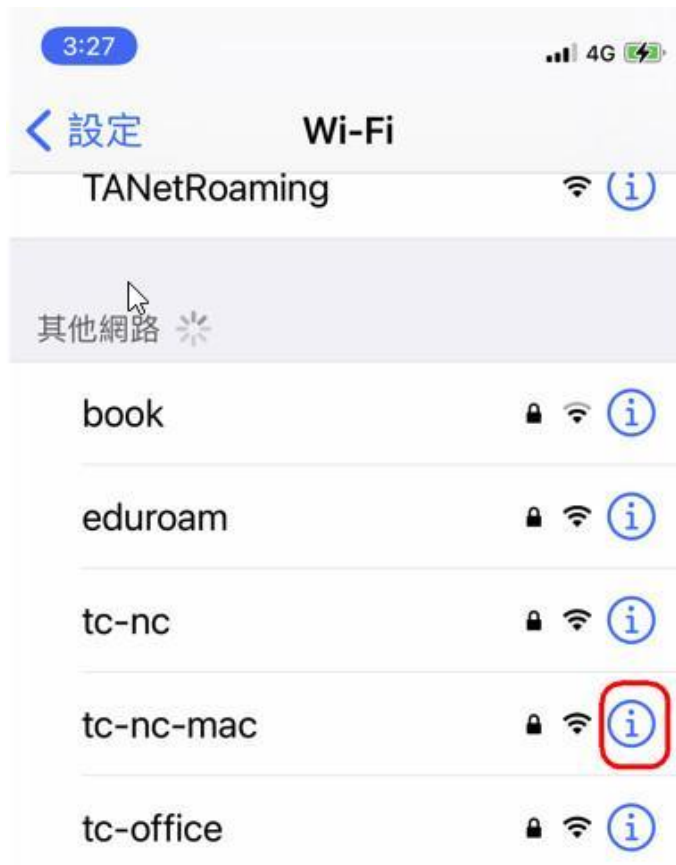 3:27 4G
設定 Wi-Fi
TANetRoaming
其他網路
book
eduroam
tc-nc
tc-nc-mac
tc-office